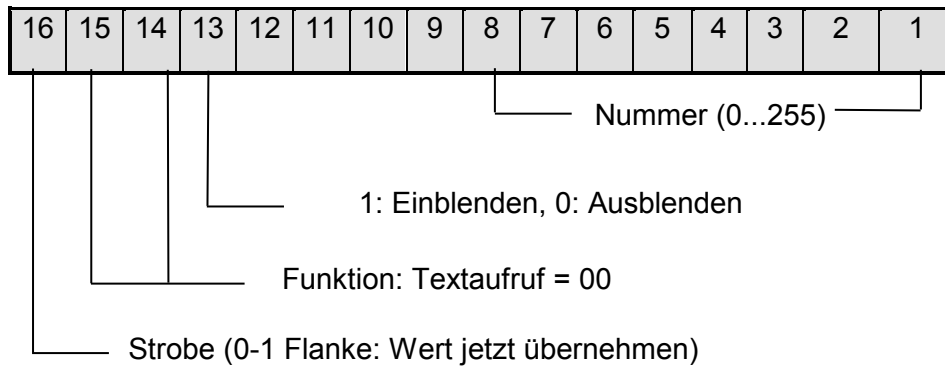 16 15 14 13 12 11 10 9 8 7 6 5 4 3 2 1
Nummer (0...255)
1: Einblenden, 0: Ausblenden
Funktion: Textaufruf = 00
Strobe (0-1 Flanke: Wert jetzt übernehmen)